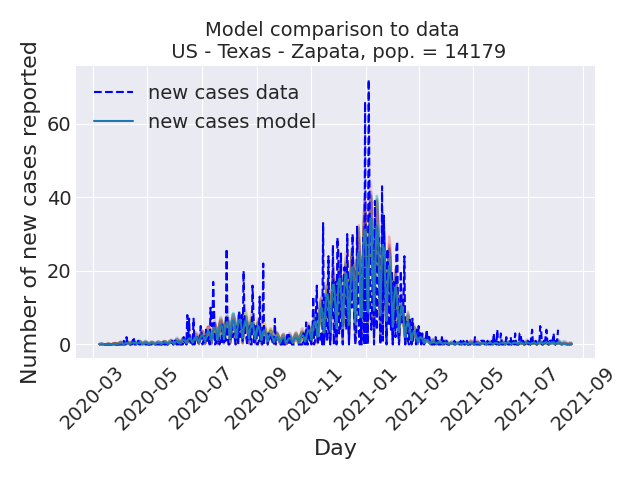 Model comparison to data
US - Texas - Zapata, pop. = 14179
Number of new cases reported
new cases data
new cases model
60
40
20
0
2020-03
2020-05
2020-07
2020-09
2020-11
2021-01
2021-03
2021-05
2021-07
2021-09
Day